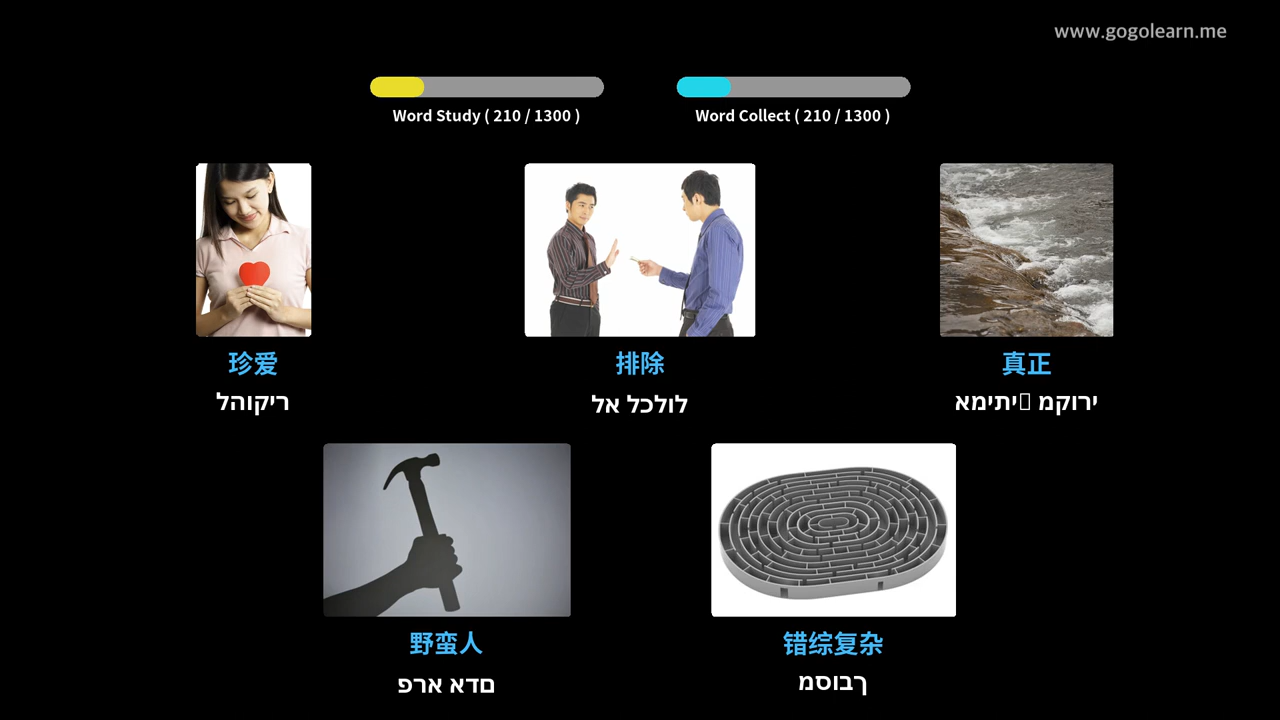 www.gogolearn.me
Word Study ( 210 / 1300 )
Word Collect ( 210 / 1300 )
珍爱
排除
真正
להוקיר
לא לכלול
אמיתי מקורי
野蛮人
错综复杂
פרא אדם
מסובך